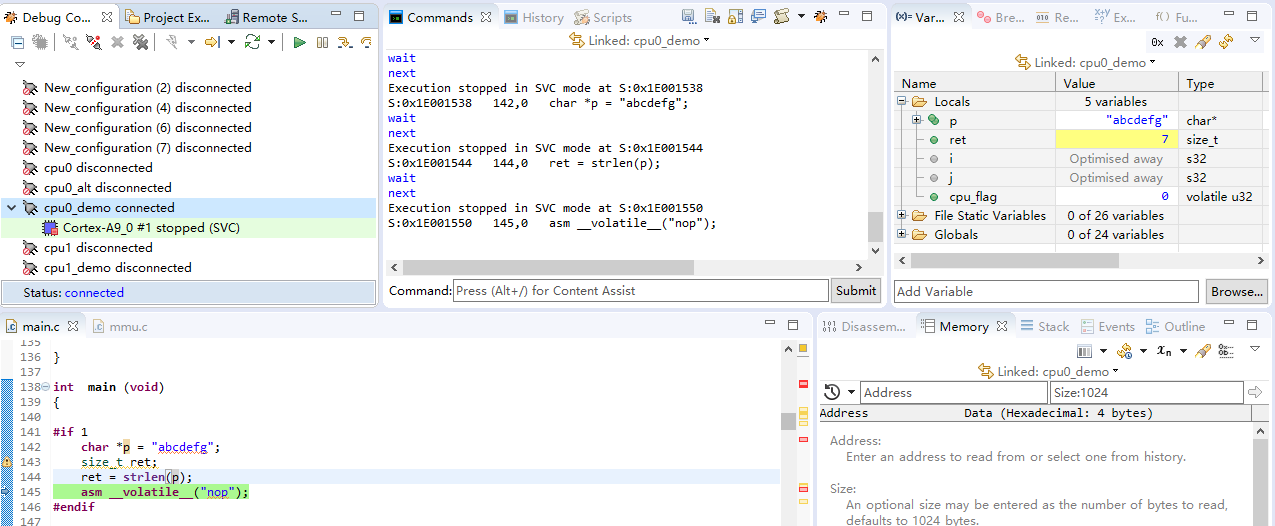 Debug Co...
Project Ex...
Remote S...
New_configuration (2) disconnected
New_configuration (4) disconnected
New_configuration (6) disconnected
New_configuration (7) disconnected
cpu0 disconnected
cpu0_alt disconnected
cpu0_demo connected
Cortex-A9_0 #1 stopped (SVC)
cpu1 disconnected
cpu1_demo disconnected
Status: connected
Commands
History
Scripts
Linked: cpu0_demo
wait
next
Execution stopped in SVC mode at S:0x1E001538
S:0x1E001538 142,0 char *p = "abcdefg";
wait
next
Execution stopped in SVC mode at S:0x1E001544
S:0x1E001544 144,0 ret = strlen(p);
wait
next
Execution stopped in SVC mode at S:0x1E001550
S:0x1E001550 145,0 asm __volatile__("nop");
Command: Press (Alt+/) for Content Assist Submit
(x)= Var...
Bre...
Re...
Ex...
f() Fu...
0x
Linked: cpu0_demo
Name Value Type
Locals 5 variables
p "abcdefg" char*
ret 7 size_t
i Optimised away s32
j Optimised away s32
cpu_flag 0 volatile u32
File Static Variables 0 of 26 variables
Globals 0 of 24 variables
Add Variable Browse...
main.c
mmu.c
135
136 }
137
138 int main (void)
139 {
140
141 #if 1
142 char *p = "abcdefg";
143 size_t ret;
144 ret = strlen(p);
145 asm __volatile__("nop");
146 #endif
147
Disassem...
Memory
Stack
Events
Outline
Linked: cpu0_demo
Address Size:1024
Address Data (Hexadecimal: 4 bytes)
Address:
Enter an address to read from or select one from history.
Size:
An optional size may be entered as the number of bytes to read,
defaults to 1024 bytes.